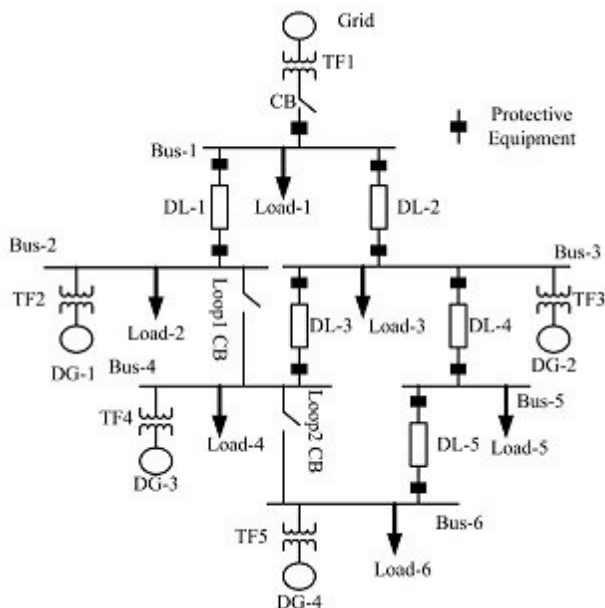 Grid
TF1
CB
Protective
Equipment
Bus-1
DL-1
Load-1
DL-2
Bus-2
Bus-3
TF2
Load-2
Loop1 CB
DL-3
Load-3
DL-4
TF3
DG-1
DG-2
Bus-4
TF4
Load-4
Loop2 CB
Bus-5
DL-5
Load-5
DG-3
Bus-6
TF5
Load-6
DG-4